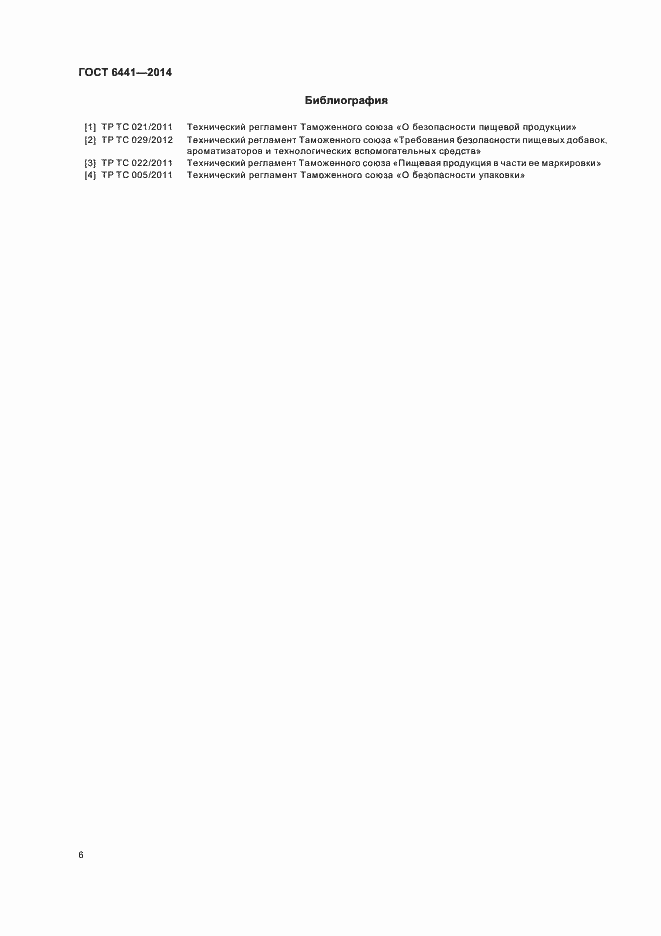 ГОСТ 6441—2014
Библиография
[1] ТР ТС 021/2011 Технический регламент Таможенного союза «О безопасности пищевой продукции»
[2] ТР ТС 029/2012 Технический регламент Таможенного союза «Требования безопасности пищевых добавок,
ароматизаторов и технологических вспомогательных средств»
[3] ТР ТС 022/2011 Технический регламент Таможенного союза «Пищевая продукция в части ее маркировки»
[4] ТР ТС 005/2011 Технический регламент Таможенного союза «О безопасности упаковки»
6